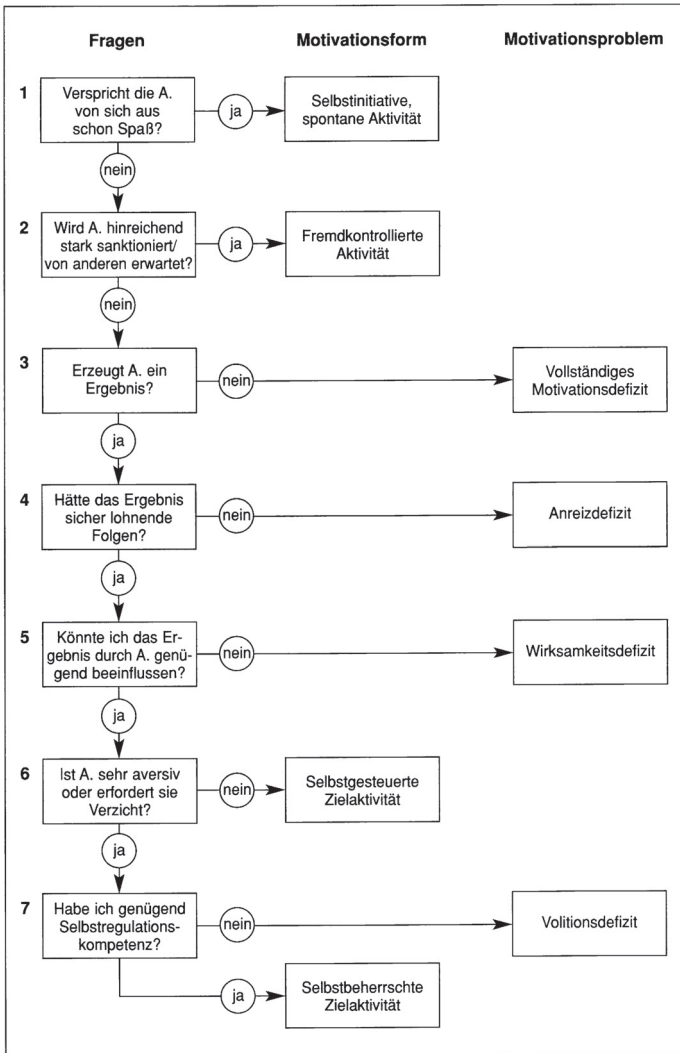 Fragen
Motivationsform
Motivationsproblem
1
Verspricht die A.
von sich aus
schon Spaß?
ja
Selbstinitiative,
spontane Aktivität
nein
2
Wird A. hinreichend
stark sanktioniert/
von anderen erwartet?
ja
Fremdkontrollierte
Aktivität
nein
3
Erzeugt A. ein
Ergebnis?
nein
Vollständiges
Motivationsdefizit
ja
4
Hätte das Ergebnis
sicher lohnende
Folgen?
nein
Anreizdefizit
ja
5
Könnte ich das Er-
gebnis durch A. genü-
gend beeinflussen?
nein
Wirksamkeitsdefizit
ja
6
Ist A. sehr aversiv
oder erfordert sie
Verzicht?
nein
Selbstgesteuerte
Zielaktivität
ja
7
Habe ich genügend
Selbstregulations-
kompetenz?
nein
Volitionsdefizit
ja
Selbstbeherrschte
Zielaktivität